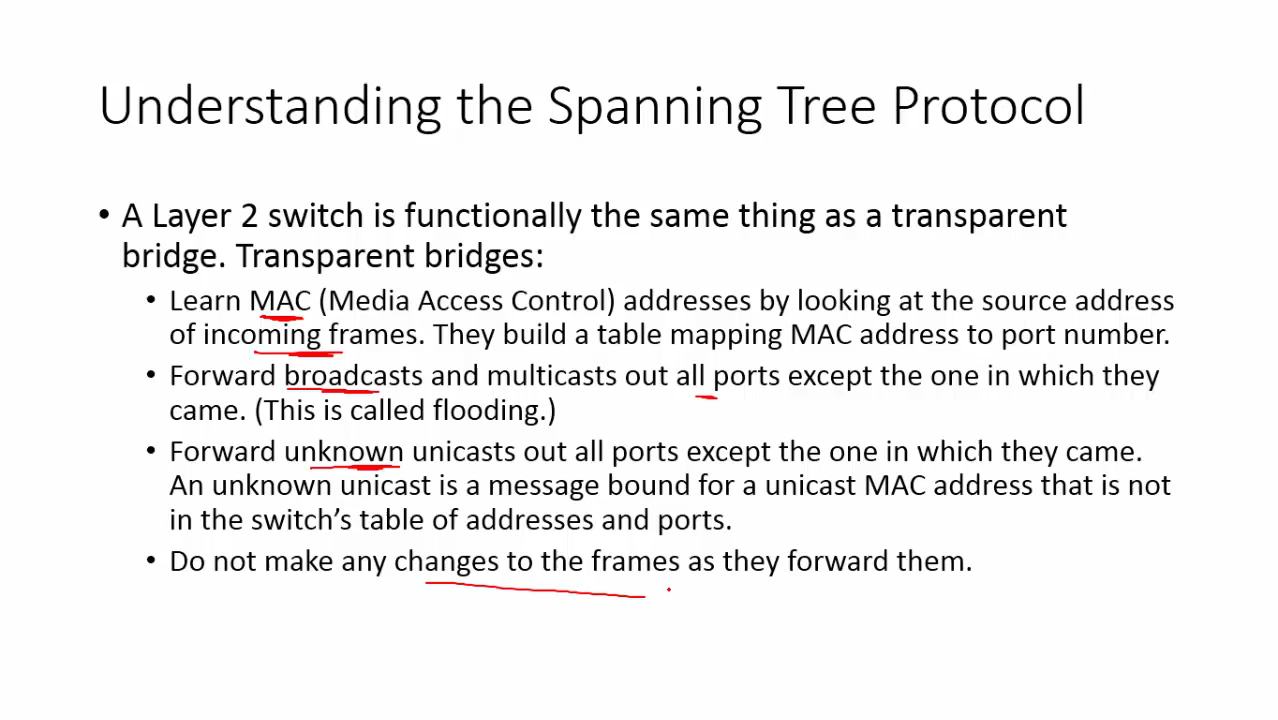 Understanding the Spanning Tree Protocol
• A Layer 2 switch is functionally the same thing as a transparent
bridge. Transparent bridges:
• Learn MAC (Media Access Control) addresses by looking at the source address
of incoming frames. They build a table mapping MAC address to port number.
• Forward broadcasts and multicasts out all ports except the one in which they
came. (This is called flooding.)
• Forward unknown unicasts out all ports except the one in which they came.
An unknown unicast is a message bound for a unicast MAC address that is not
in the switch’s table of addresses and ports.
• Do not make any changes to the frames as they forward them.